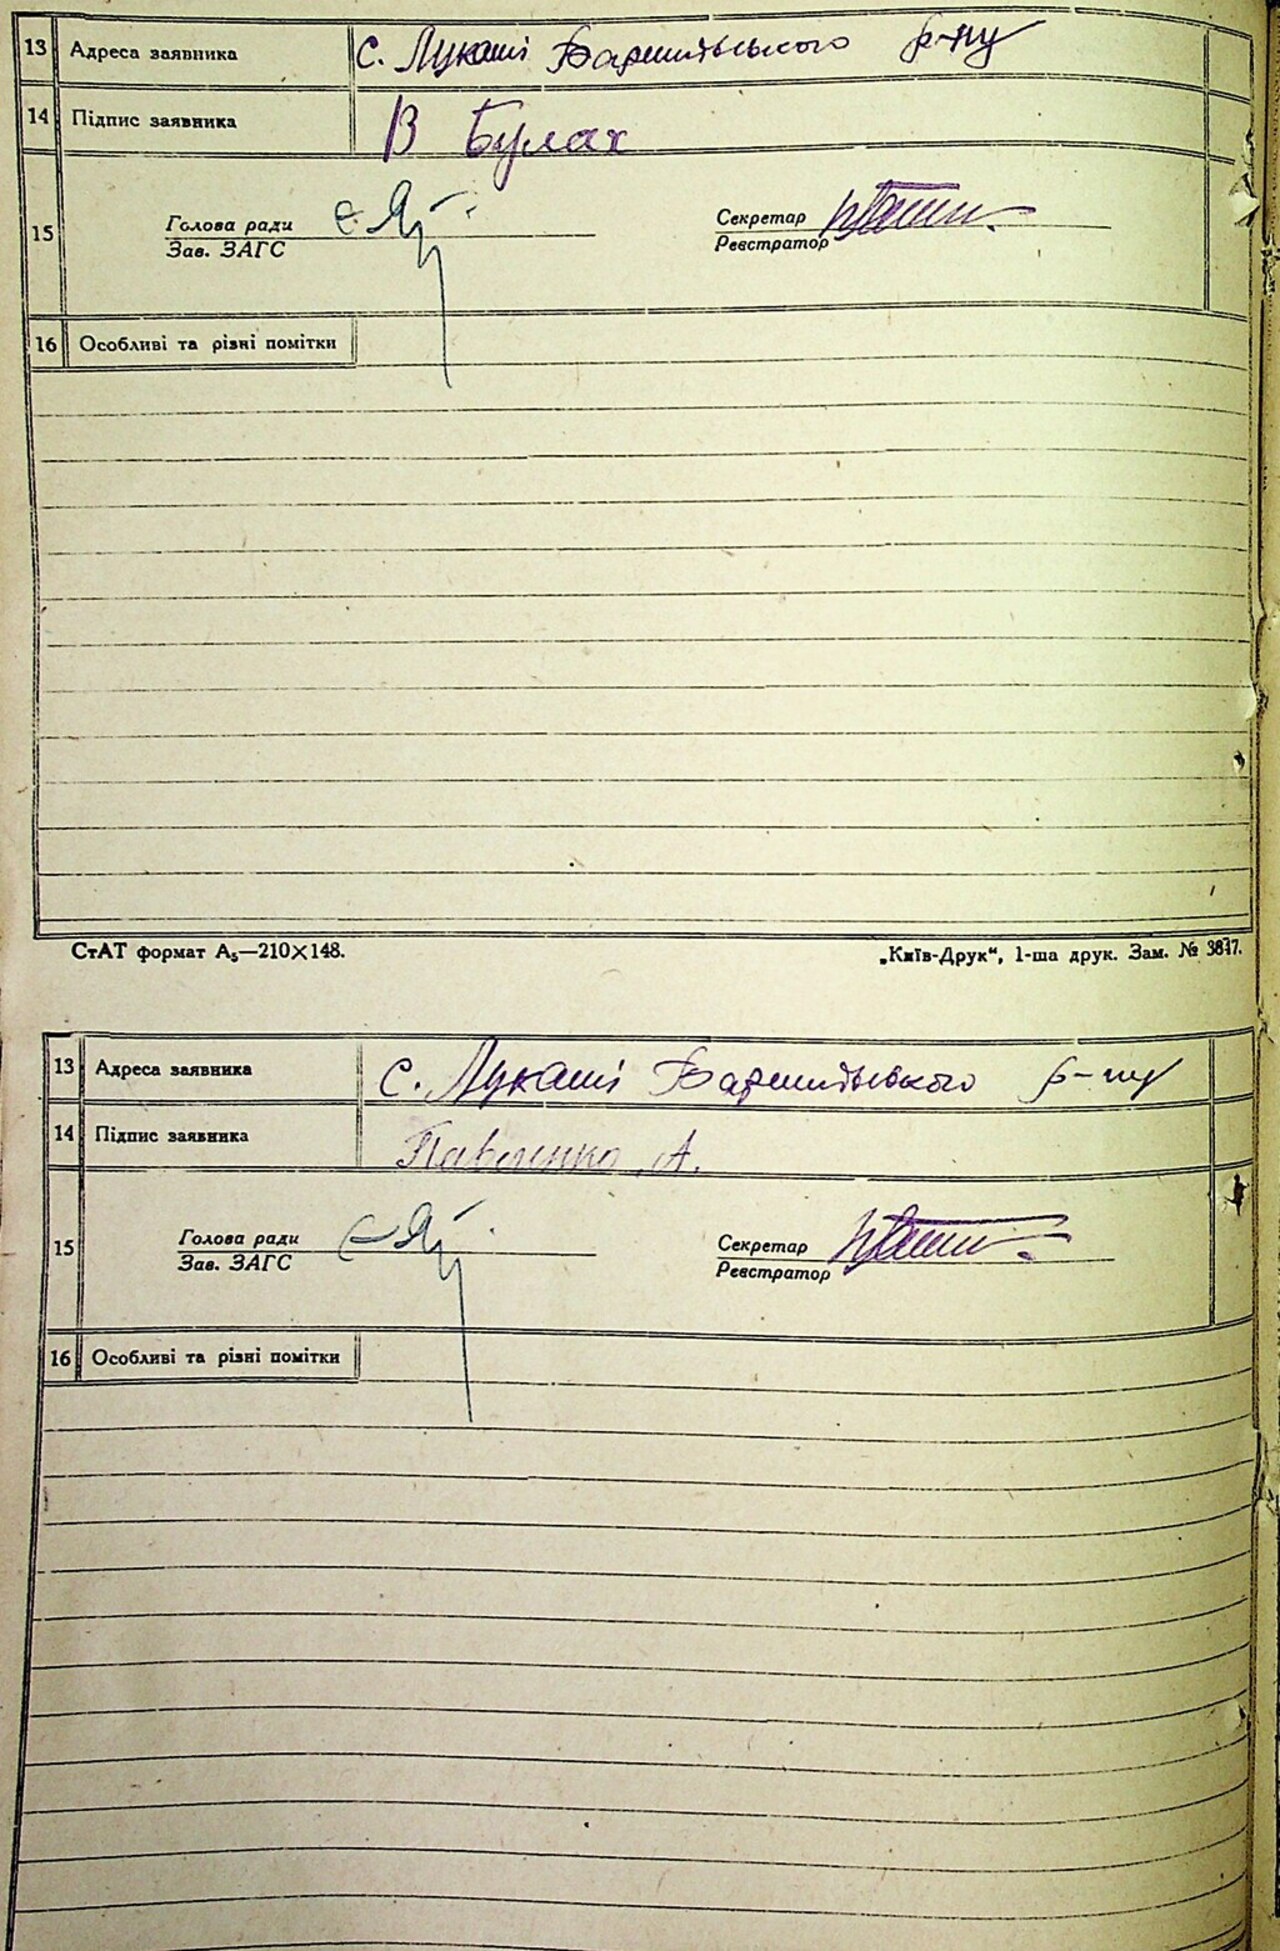 13 Адреса заявника с. Лукаші Баришівського р-ну
14 Підпис заявника В Булах
15 Голова ради Секретар
Зав. ЗАГС Реєстратор
16 Особливі та різні помітки
СтАТ формат А₅—210×148. „Київ-Друк“, 1-ша друк. Зам. № 3847.
13 Адреса заявника с. Лукаші Баришівського р-ну
14 Підпис заявника Павленко А.
15 Голова ради Секретар
Зав. ЗАГС Реєстратор
16 Особливі та різні помітки